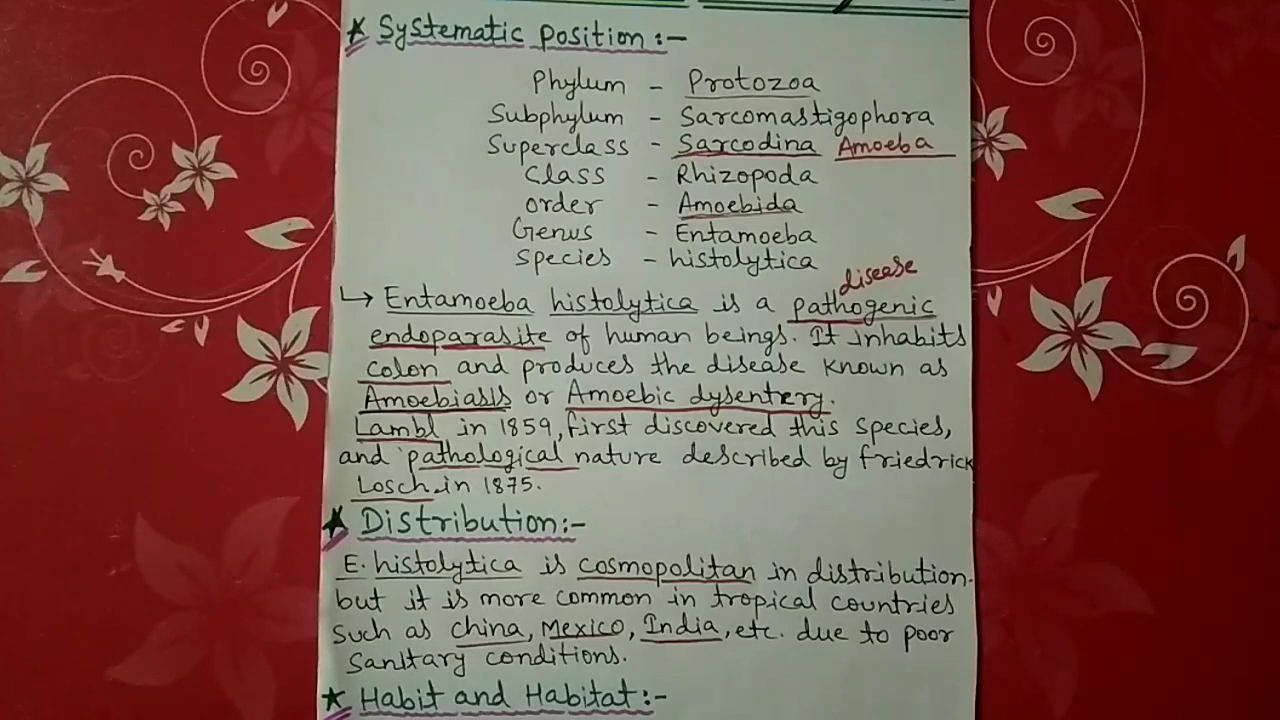 ★ Systematic position:-
Phylum - Protozoa
Subphylum - Sarcomastigophora
Superclass - Sarcodina Amoeba
Class - Rhizopoda
order - Amoebida
Genus - Entamoeba
Species - histolytica
disease
↳ Entamoeba histolytica is a pathogenic
endoparasite of human beings. It inhabits
colon and produces the disease known as
Amoebiasis or Amoebic dysentery.
Lambl in 1859, first discovered this species,
and pathological nature described by friedrick
Losch in 1875.
★ Distribution:-
E. histolytica is cosmopolitan in distribution.
but it is more common in tropical countries
such as china, Mexico, India, etc. due to poor
sanitary conditions.
★ Habit and Habitat:-